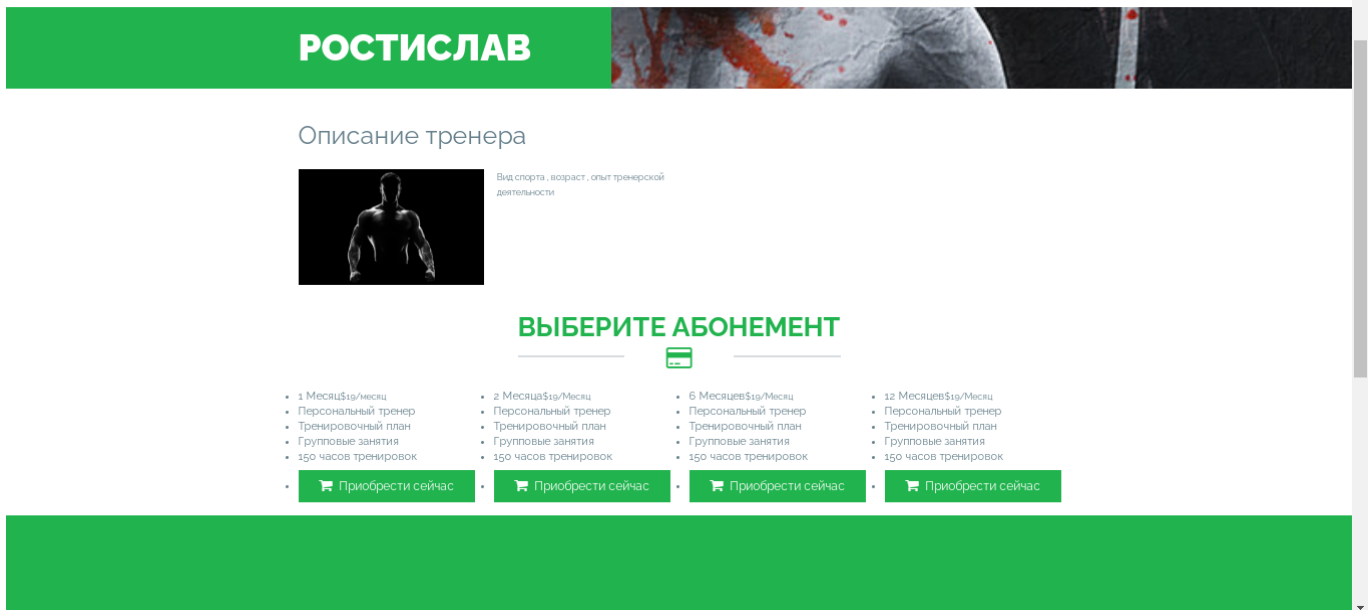 РОСТИСЛАВ
Описание тренера
Вид спорта , возраст , опыт тренерской
деятельности
ВЫБЕРИТЕ АБОНЕМЕНТ
1 Месяц$19/месяц
Персональный тренер
Тренировочный план
Групповые занятия
150 часов тренировок
Приобрести сейчас
2 Месяца$19/Месяц
Персональный тренер
Тренировочный план
Групповые занятия
150 часов тренировок
Приобрести сейчас
6 Месяцев$19/Месяц
Персональный тренер
Тренировочный план
Групповые занятия
150 часов тренировок
Приобрести сейчас
12 Месяцев$19/Месяц
Персональный тренер
Тренировочный план
Групповые занятия
150 часов тренировок
Приобрести сейчас